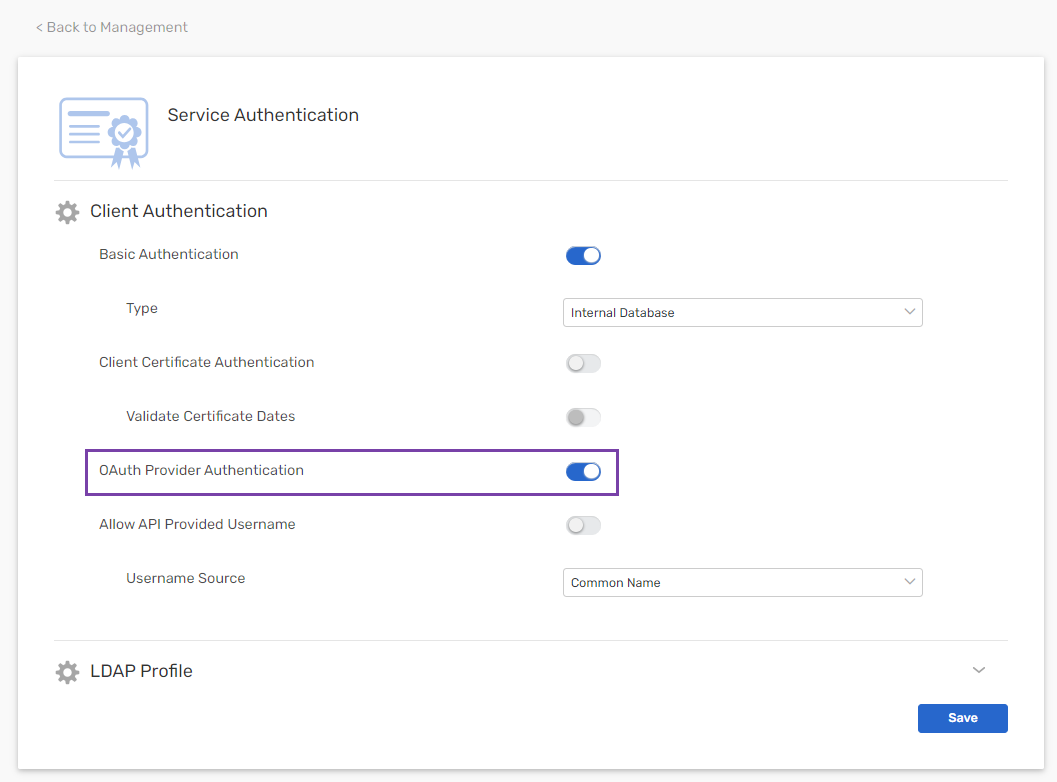 < Back to Management
Service Authentication
Client Authentication
Basic Authentication
Type
Internal Database
Client Certificate Authentication
Validate Certificate Dates
OAuth Provider Authentication
Allow API Provided Username
Username Source
Common Name
LDAP Profile
Save